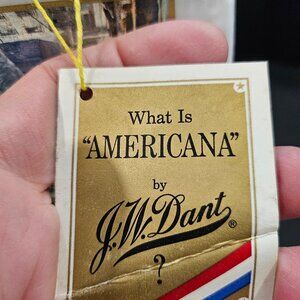 What Is
"AMERICANA"
by
J.W. Dant®
?